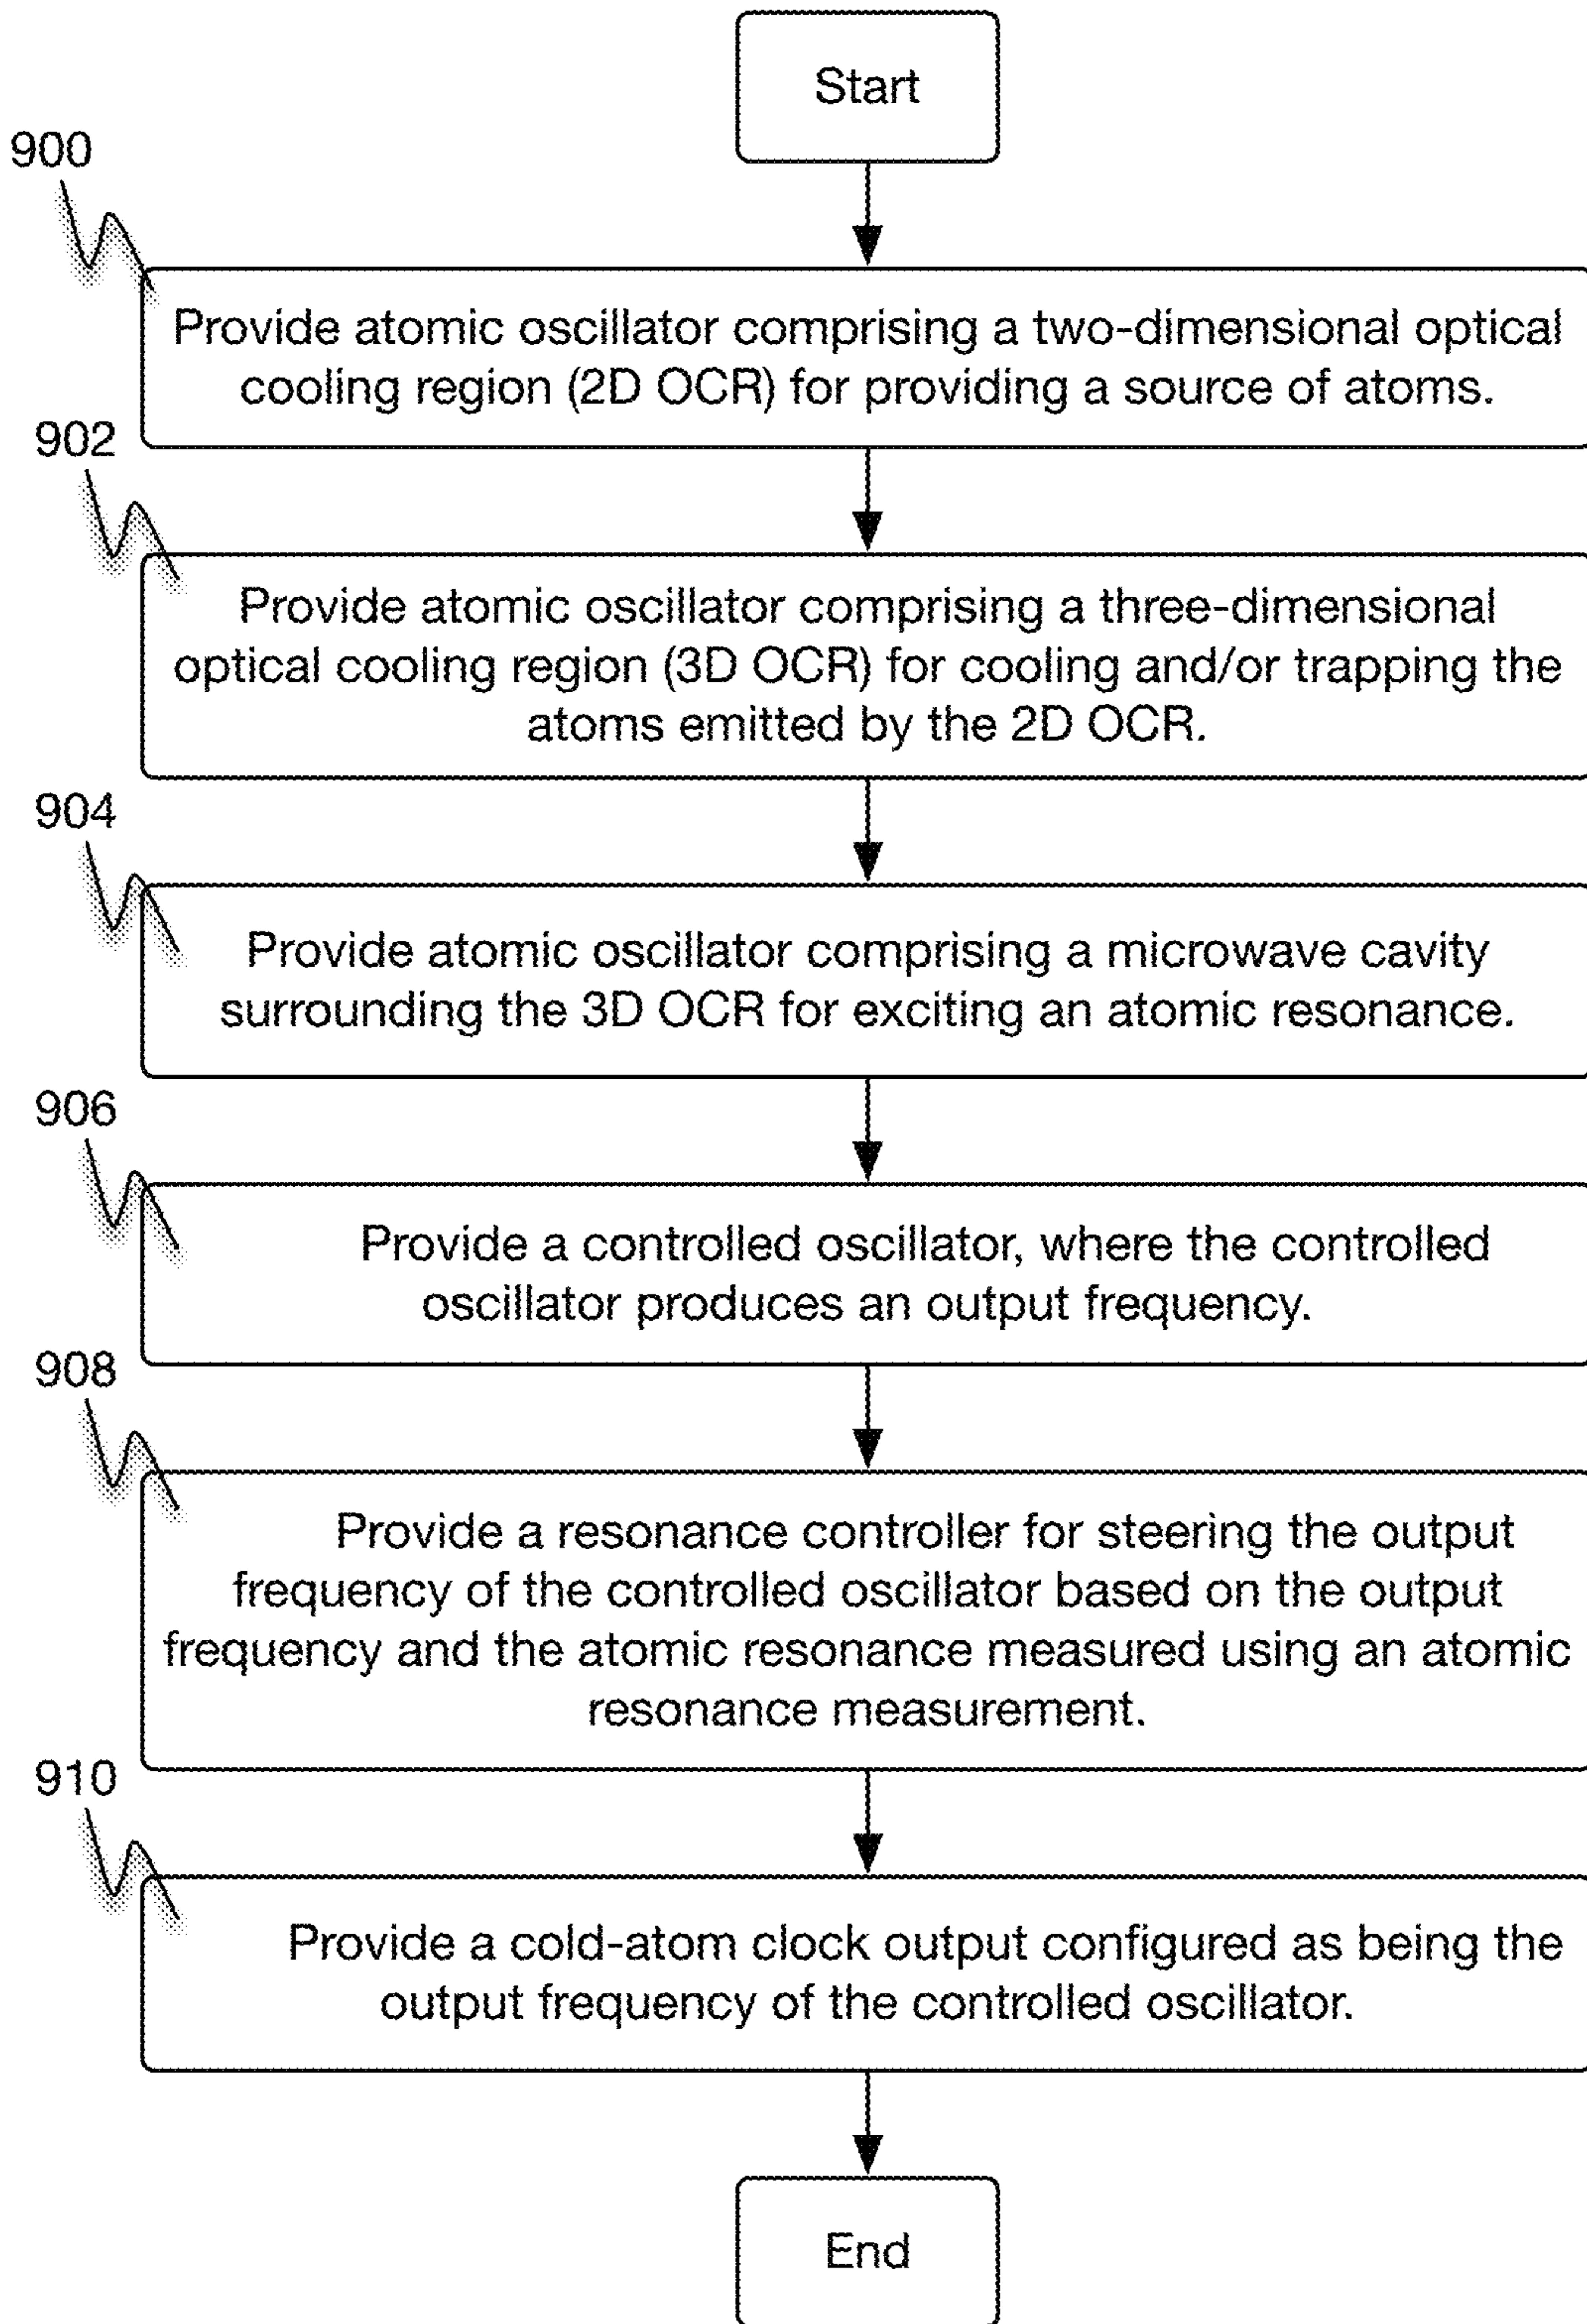 Start
900
Provide atomic oscillator comprising a two-dimensional optical
cooling region (2D OCR) for providing a source of atoms.
902
Provide atomic oscillator comprising a three-dimensional
optical cooling region (3D OCR) for cooling and/or trapping the
atoms emitted by the 2D OCR.
904
Provide atomic oscillator comprising a microwave cavity
surrounding the 3D OCR for exciting an atomic resonance.
906
Provide a controlled oscillator, where the controlled
oscillator produces an output frequency.
908
Provide a resonance controller for steering the output
frequency of the controlled oscillator based on the output
frequency and the atomic resonance measured using an atomic
resonance measurement.
910
Provide a cold-atom clock output configured as being the
output frequency of the controlled oscillator.
End